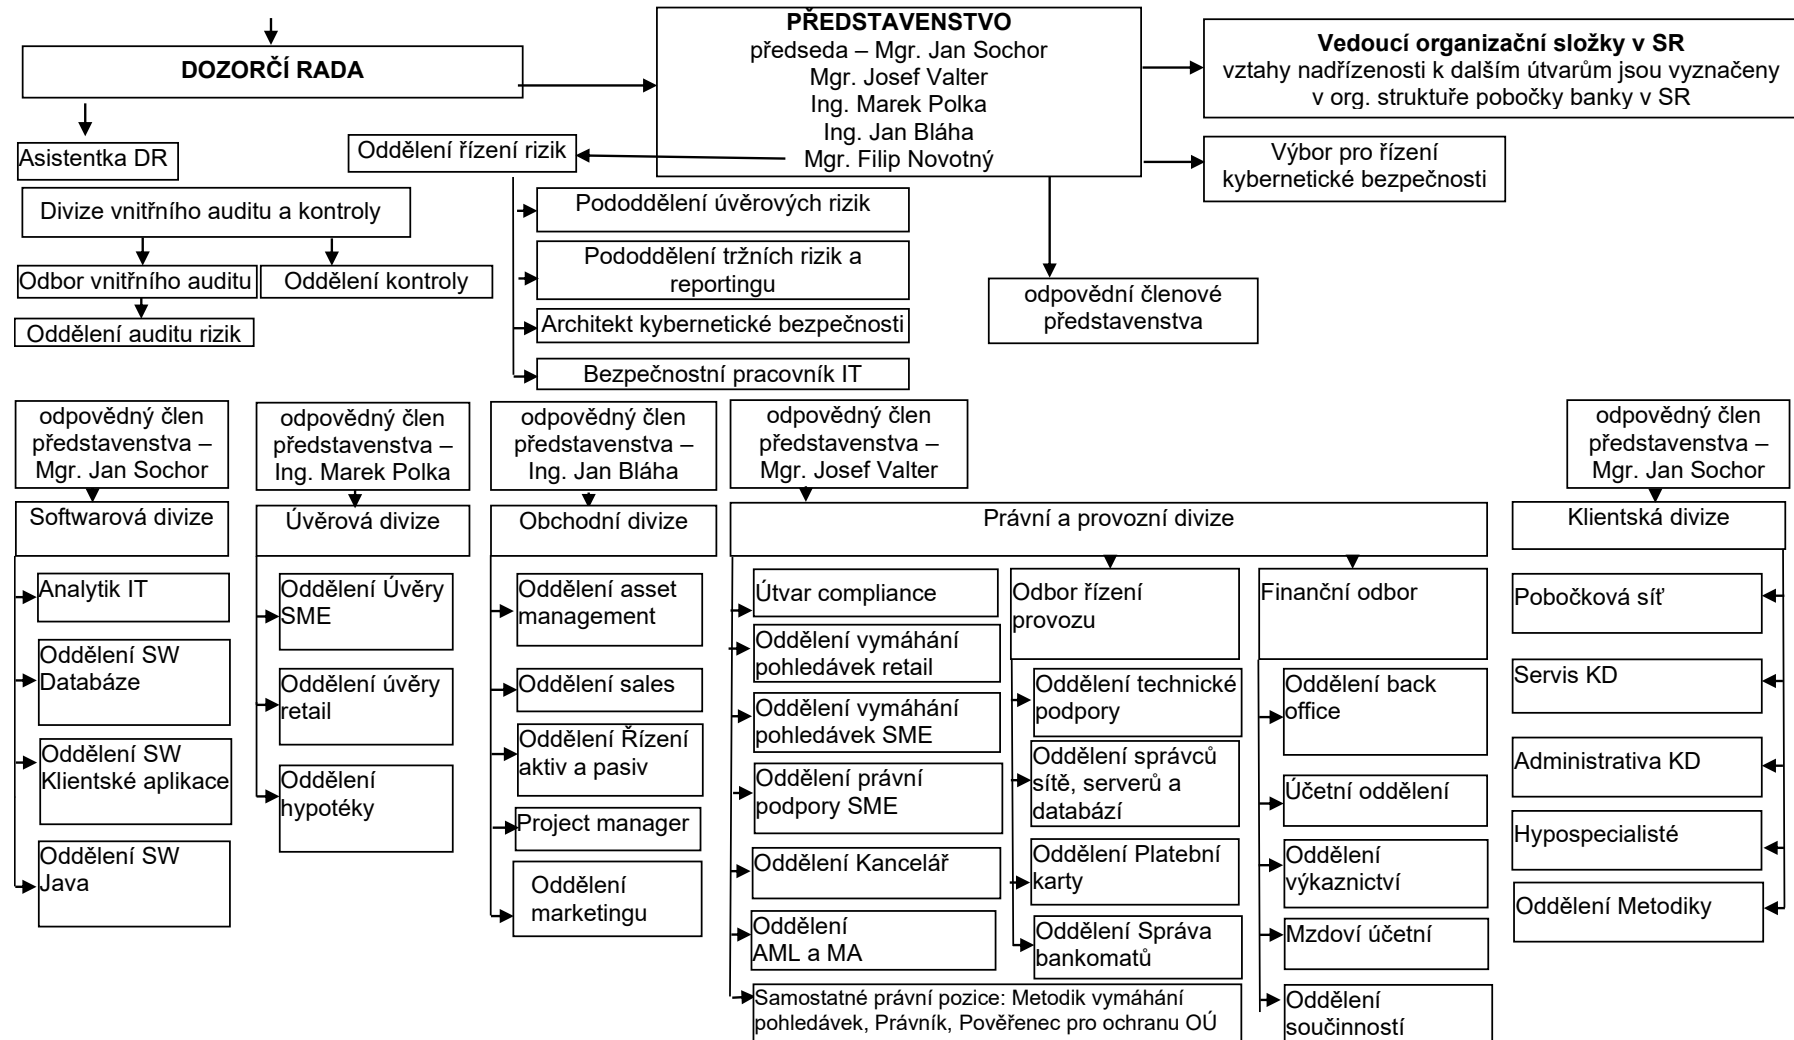 PŘEDSTAVENSTVO
předseda – Mgr. Jan Sochor
Mgr. Josef Valter
Ing. Marek Polka
Ing. Jan Bláha
Mgr. Filip Novotný
DOZORČÍ RADA
Vedoucí organizační složky v SR
vztahy nadřízenosti k dalším útvarům jsou vyznačeny
v org. struktuře pobočky banky v SR
Asistentka DR
Oddělení řízení rizik
Výbor pro řízení
kybernetické bezpečnosti
Divize vnitřního auditu a kontroly
Odbor vnitřního auditu
Oddělení kontroly
Oddělení auditu rizik
Pododdělení úvěrových rizik
Pododdělení tržních rizik a
reportingu
Architekt kybernetické bezpečnosti
Bezpečnostní pracovník IT
odpovědní členové
představenstva
odpovědný člen
představenstva –
Mgr. Jan Sochor
odpovědný člen
představenstva –
Ing. Marek Polka
odpovědný člen
představenstva –
Ing. Jan Bláha
odpovědný člen
představenstva –
Mgr. Josef Valter
odpovědný člen
představenstva –
Mgr. Jan Sochor
Softwarová divize
Úvěrová divize
Obchodní divize
Právní a provozní divize
Klientská divize
Analytik IT
Oddělení SW
Databáze
Oddělení SW
Klientské aplikace
Oddělení SW
Java
Oddělení Úvěry
SME
Oddělení úvěry
retail
Oddělení
hypotéky
Oddělení asset
management
Oddělení sales
Oddělení Řízení
aktiv a pasiv
Project manager
Oddělení
marketingu
Útvar compliance
Oddělení vymáhání
pohledávek retail
Oddělení vymáhání
pohledávek SME
Oddělení právní
podpory SME
Oddělení Kancelář
Oddělení
AML a MA
Samostatné právní pozice: Metodik vymáhání
pohledávek, Právník, Pověřenec pro ochranu OÚ
Odbor řízení
provozu
Oddělení technické
podpory
Oddělení správců
sítě, serverů a
databází
Oddělení Platební
karty
Oddělení Správa
bankomatů
Finanční odbor
Oddělení back
office
Účetní oddělení
Oddělení
výkaznictví
Mzdoví účetní
Oddělení
součinností
Pobočková síť
Servis KD
Administrativa KD
Hypospecialisté
Oddělení Metodiky